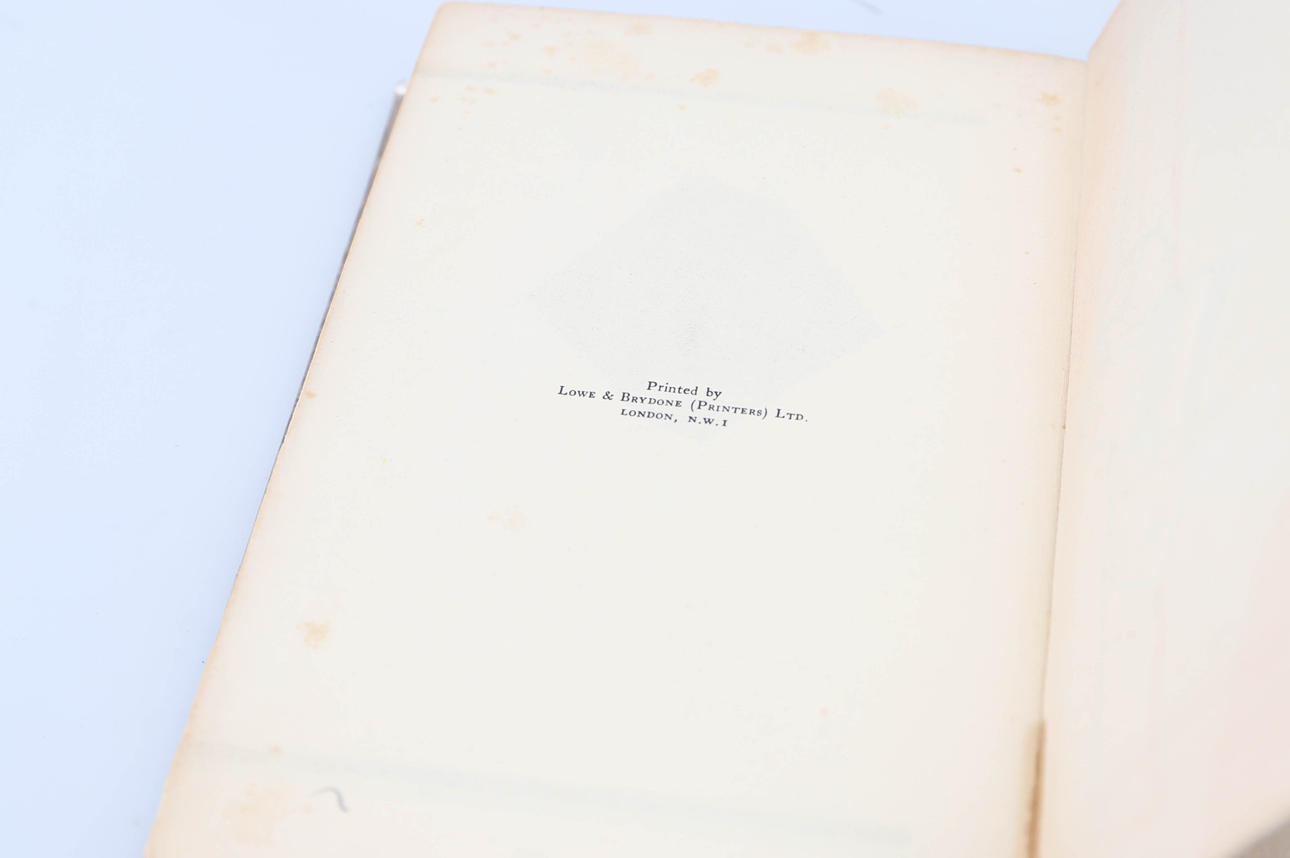 Printed by
Lowe & Brydone (Printers) Ltd.
LONDON, N.W.1